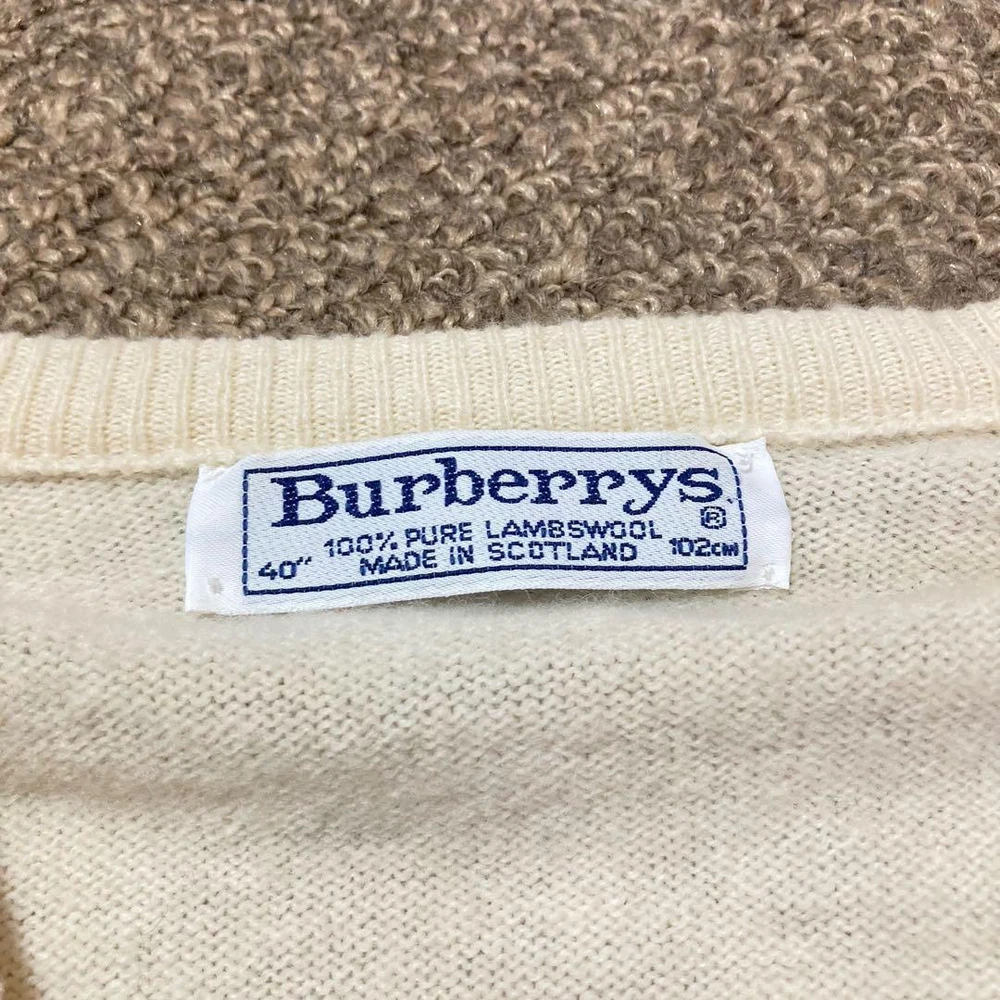 Burberrys®
100% PURE LAMBSWOOL
40" MADE IN SCOTLAND 102CM